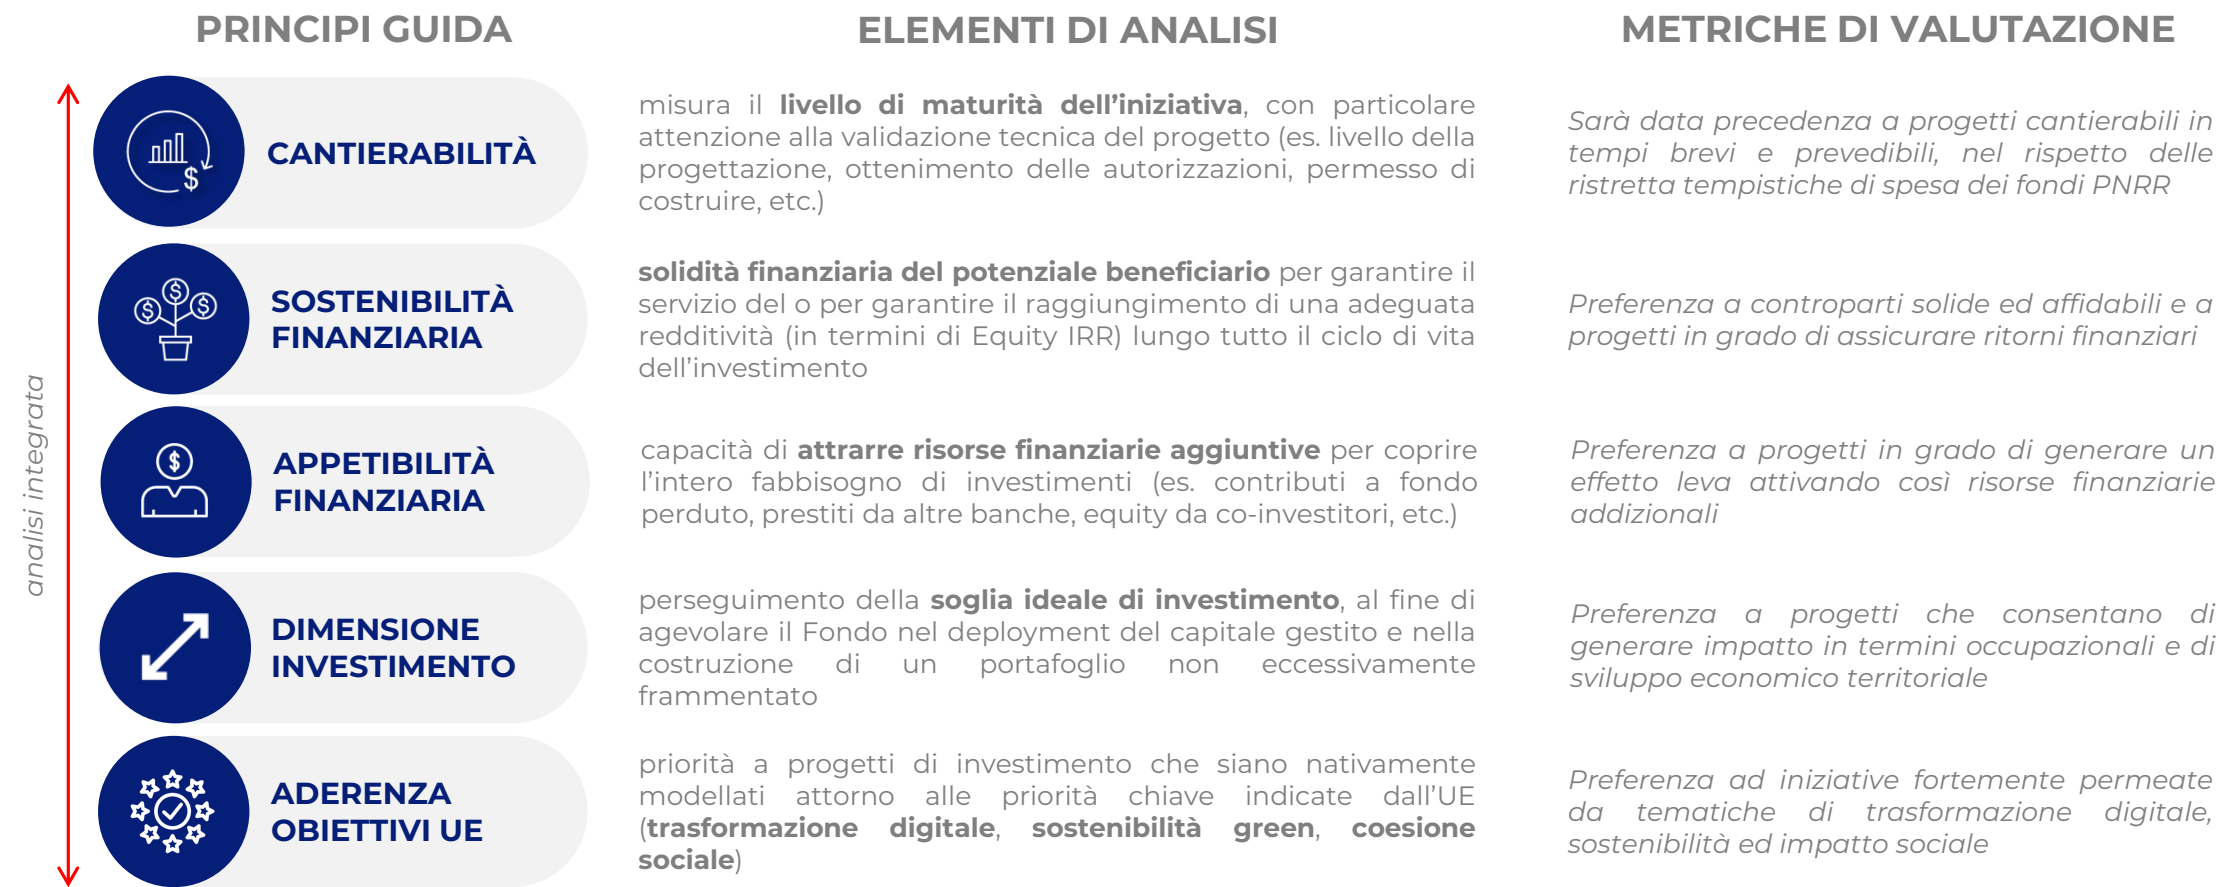 PRINCIPI GUIDA
ELEMENTI DI ANALISI
METRICHE DI VALUTAZIONE
analisi integrata
$
CANTIERABILITÀ
misura il livello di maturità dell’iniziativa, con particolare
attenzione alla validazione tecnica del progetto (es. livello della
progettazione, ottenimento delle autorizzazioni, permesso di
costruire, etc.)
Sarà data precedenza a progetti cantierabili in
tempi brevi e prevedibili, nel rispetto delle
ristretta tempistiche di spesa dei fondi PNRR
$ $ $
SOSTENIBILITÀ
FINANZIARIA
solidità finanziaria del potenziale beneficiario per garantire il
servizio del o per garantire il raggiungimento di una adeguata
redditività (in termini di Equity IRR) lungo tutto il ciclo di vita
dell’investimento
Preferenza a controparti solide ed affidabili e a
progetti in grado di assicurare ritorni finanziari
$
APPETIBILITÀ
FINANZIARIA
capacità di attrarre risorse finanziarie aggiuntive per coprire
l’intero fabbisogno di investimenti (es. contributi a fondo
perduto, prestiti da altre banche, equity da co-investitori, etc.)
Preferenza a progetti in grado di generare un
effetto leva attivando così risorse finanziarie
addizionali
DIMENSIONE
INVESTIMENTO
perseguimento della soglia ideale di investimento, al fine di
agevolare il Fondo nel deployment del capitale gestito e nella
costruzione di un portafoglio non eccessivamente
frammentato
Preferenza a progetti che consentano di
generare impatto in termini occupazionali e di
sviluppo economico territoriale
ADERENZA
OBIETTIVI UE
priorità a progetti di investimento che siano nativamente
modellati attorno alle priorità chiave indicate dall’UE
(trasformazione digitale, sostenibilità green, coesione
sociale)
Preferenza ad iniziative fortemente permeate
da tematiche di trasformazione digitale,
sostenibilità ed impatto sociale